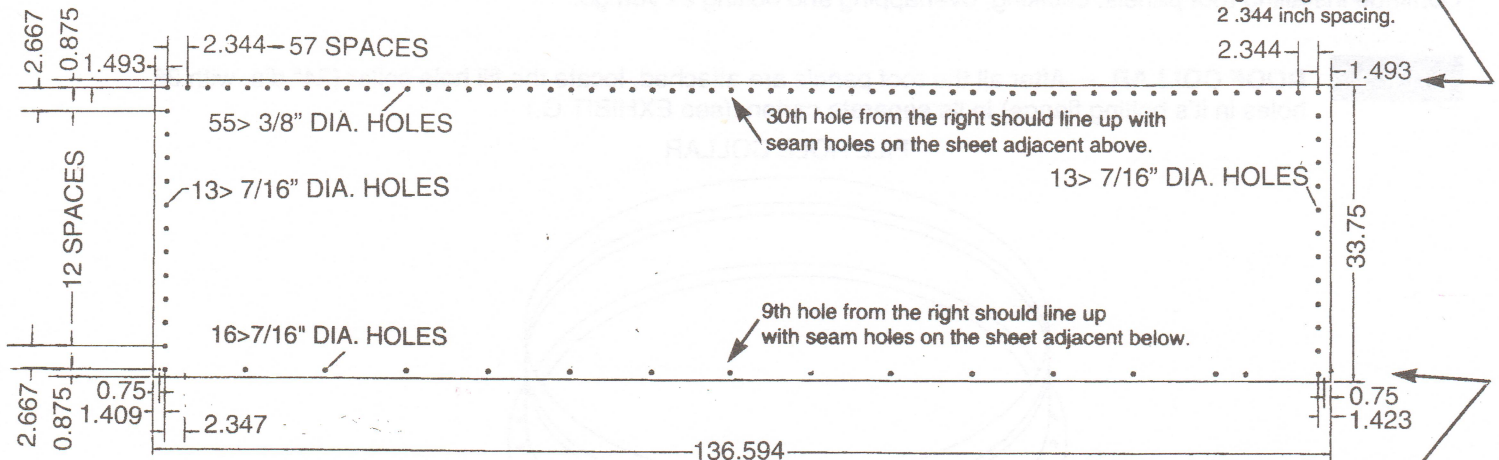 2 .344 inch spacing.
2.667
0.875
1.493
2.344
57 SPACES
2.344
1.493
55> 3/8” DIA. HOLES
30th hole from the right should line up with
seam holes on the sheet adjacent above.
13> 7/16” DIA. HOLES
13> 7/16” DIA. HOLES
12 SPACES
33.75
16>7/16" DIA. HOLES
9th hole from the right should line up
with seam holes on the sheet adjacent below.
2.667
0.875
0.75
1.409
2.347
0.75
1.423
136.594